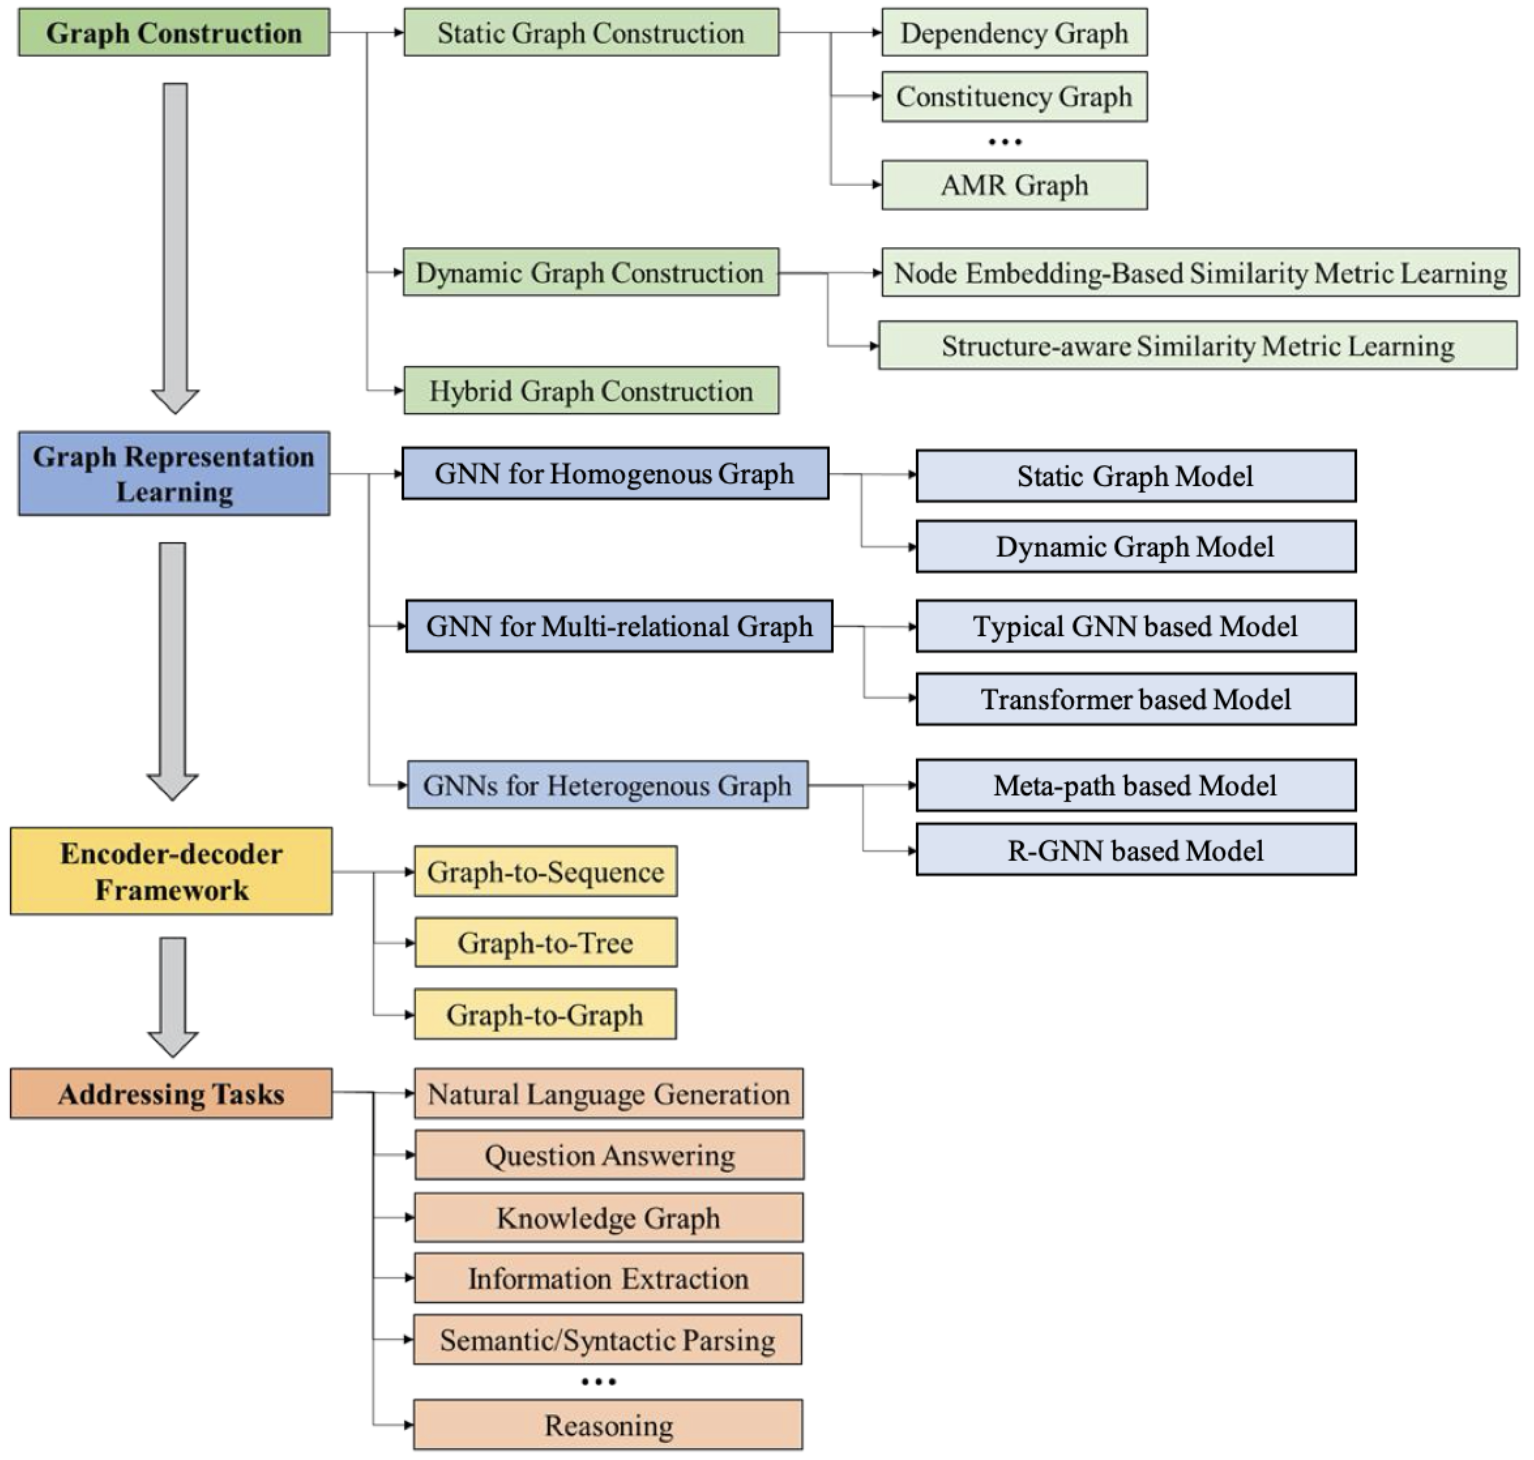 Graph Construction
Static Graph Construction
Dependency Graph
Constituency Graph
...
AMR Graph
Dynamic Graph Construction
Node Embedding-Based Similarity Metric Learning
Structure-aware Similarity Metric Learning
Hybrid Graph Construction
Graph Representation
Learning
GNN for Homogenous Graph
Static Graph Model
Dynamic Graph Model
GNN for Multi-relational Graph
Typical GNN based Model
Transformer based Model
GNNs for Heterogenous Graph
Meta-path based Model
R-GNN based Model
Encoder-decoder
Framework
Graph-to-Sequence
Graph-to-Tree
Graph-to-Graph
Addressing Tasks
Natural Language Generation
Question Answering
Knowledge Graph
Information Extraction
Semantic/Syntactic Parsing
...
Reasoning